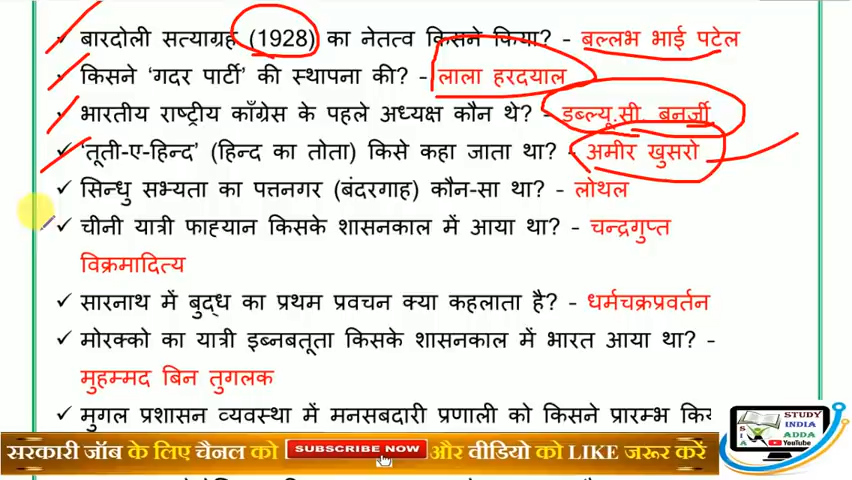 ✓ बारदोली सत्याग्रह (1928) का नेतत्व किसने किया? – बल्लभ भाई पटेल
✓ किसने ‘गदर पार्टी’ की स्थापना की? – लाला हरदयाल
✓ भारतीय राष्ट्रीय काँग्रेस के पहले अध्यक्ष कौन थे? – डब्ल्यू.सी. बनर्जी
✓ ‘तूती-ए-हिन्द’ (हिन्द का तोता) किसे कहा जाता था? – अमीर खुसरो
✓ सिन्धु सभ्यता का पत्तनगर (बंदरगाह) कौन-सा था? – लोथल
✓ चीनी यात्री फाह्यान किसके शासनकाल में आया था? – चन्द्रगुप्त
विक्रमादित्य
✓ सारनाथ में बुद्ध का प्रथम प्रवचन क्या कहलाता है? – धर्मचक्रप्रवर्तन
✓ मोरक्को का यात्री इब्नबतूता किसके शासनकाल में भारत आया था? –
मुहम्मद बिन तुगलक
✓ मुगल प्रशासन व्यवस्था में मनसबदारी प्रणाली को किसने प्रारम्भ
STUDY
INDIA
ADDA
S I A
YouTube
सरकारी जॉब के लिए चैनल को SUBSCRIBE NOW और वीडियो को LIKE जरूर करें